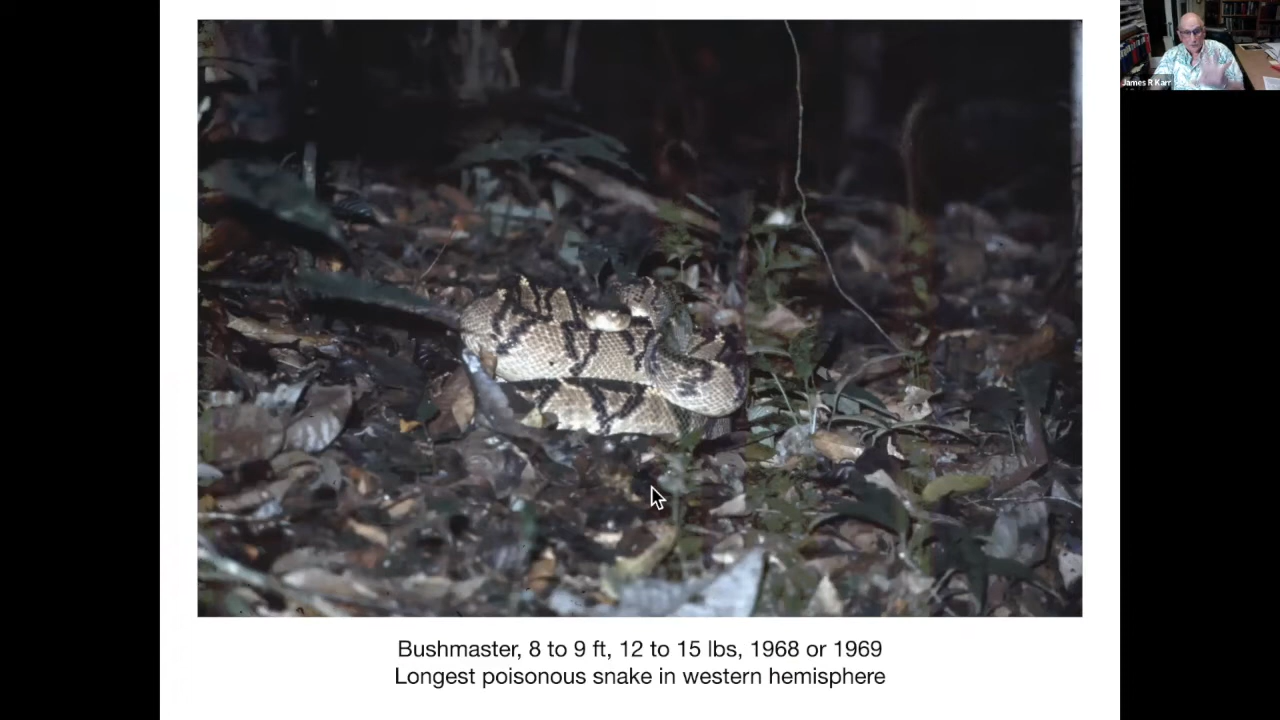 James R Karr
Bushmaster, 8 to 9 ft, 12 to 15 lbs, 1968 or 1969
Longest poisonous snake in western hemisphere